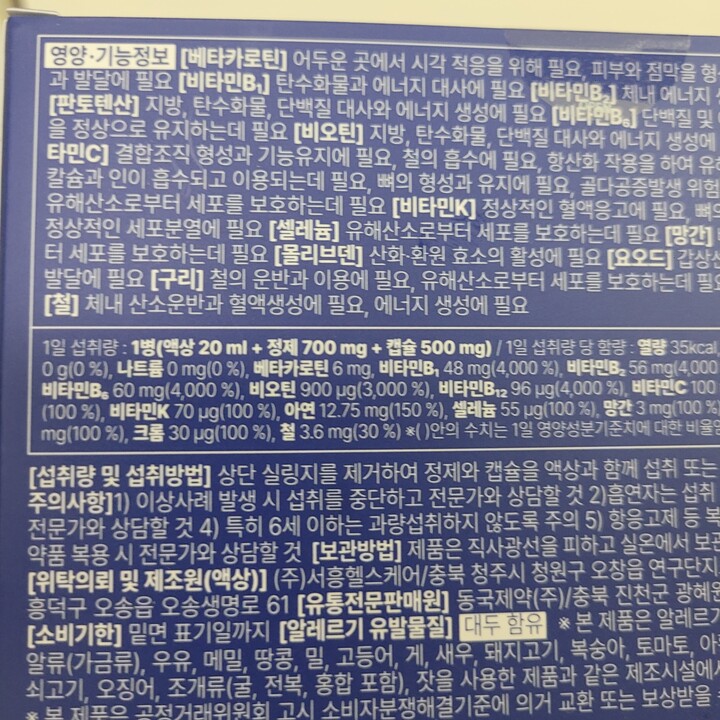 영양·기능정보 [베타카로틴] 어두운 곳에서 시각 적응을 위해 필요, 피부와 점막을 형
과 발달에 필요 [비타민B₁] 탄수화물과 에너지 대사에 필요 [비타민B₂] 체내 에너지 생
[판토텐산] 지방, 탄수화물, 단백질 대사와 에너지 생성에 필요 [비타민B₆] 단백질 및
을 정상으로 유지하는데 필요 [비오틴] 지방, 탄수화물, 단백질 대사와 에너지 생성에
타민C] 결합조직 형성과 기능유지에 필요, 철의 흡수에 필요, 항산화 작용을 하여 유
칼슘과 인이 흡수되고 이용되는데 필요, 뼈의 형성과 유지에 필요, 골다공증발생 위험
유해산소로부터 세포를 보호하는데 필요 [비타민K] 정상적인 혈액응고에 필요, 뼈
정상적인 세포분열에 필요 [셀레늄] 유해산소로부터 세포를 보호하는데 필요 [망간]
터 세포를 보호하는데 필요 [몰리브덴] 산화·환원 효소의 활성에 필요 [요오드] 갑상선
발달에 필요 [구리] 철의 운반과 이용에 필요, 유해산소로부터 세포를 보호하는데 필요
[철] 체내 산소운반과 혈액생성에 필요, 에너지 생성에 필요
1일 섭취량 : 1병(액상 20 ml + 정제 700 mg + 캡슐 500 mg) / 1일 섭취량 당 함량 : 열량 35kcal
0 g(0 %), 나트륨 0 mg(0 %), 베타카로틴 6 mg, 비타민B₁ 48 mg(4,000 %), 비타민B₂ 56 mg(4,000
비타민B₆ 60 mg(4,000 %), 비오틴 900 μg(3,000 %), 비타민B₁₂ 96 μg(4,000 %), 비타민C 100
(100 %), 비타민K 70 μg(100 %), 아연 12.75 mg(150 %), 셀레늄 55 μg(100 %), 망간 3 mg(100 %)
mg(100 %), 크롬 30 μg(100 %), 철 3.6 mg(30 %) ※( )안의 수치는 1일 영양성분기준치에 대한 비율임
[섭취량 및 섭취방법] 상단 실링지를 제거하여 정제와 캡슐을 액상과 함께 섭취 또는
주의사항]1) 이상사례 발생 시 섭취를 중단하고 전문가와 상담할 것 2)흡연자는 섭취
전문가와 상담할 것 4) 특히 6세 이하는 과량섭취하지 않도록 주의 5) 항응고제 등 복
약품 복용 시 전문가와 상담할 것 [보관방법] 제품은 직사광선을 피하고 실온에서 보관
[위탁의뢰 및 제조원(액상)] (주)서흥헬스케어/충북 청주시 청원구 오창읍 연구단지
흥덕구 오송읍 오송생명로 61 [유통전문판매원] 동국제약(주)/충북 진천군 광혜원
[소비기한] 밑면 표기일까지 [알레르기 유발물질] 대두 함유 ※ 본 제품은 알레르기
알류(가금류), 우유, 메밀, 땅콩, 밀, 고등어, 게, 새우, 돼지고기, 복숭아, 토마토, 아
쇠고기, 오징어, 조개류(굴, 전복, 홍합 포함), 잣을 사용한 제품과 같은 제조시설에서
※ 본 제품은 공정거래위원회 고시 소비자분쟁해결기준에 의거 교환 또는 보상받을